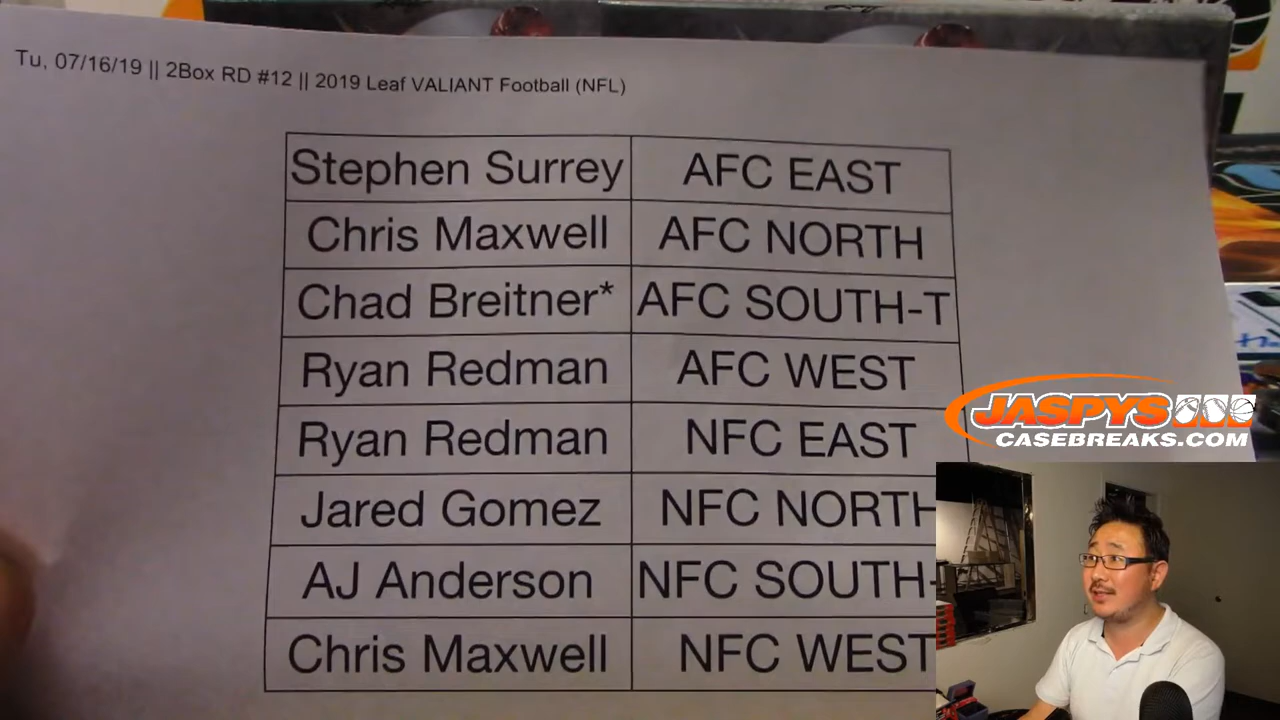 Tu, 07/16/19 || 2Box RD #12 || 2019 Leaf VALIANT Football (NFL)
Stephen Surrey AFC EAST
Chris Maxwell AFC NORTH
Chad Breitner* AFC SOUTH-T
Ryan Redman AFC WEST
Ryan Redman NFC EAST
Jared Gomez NFC NORTH
AJ Anderson NFC SOUTH-
Chris Maxwell NFC WEST
JASPYS
CASEBREAKS.COM